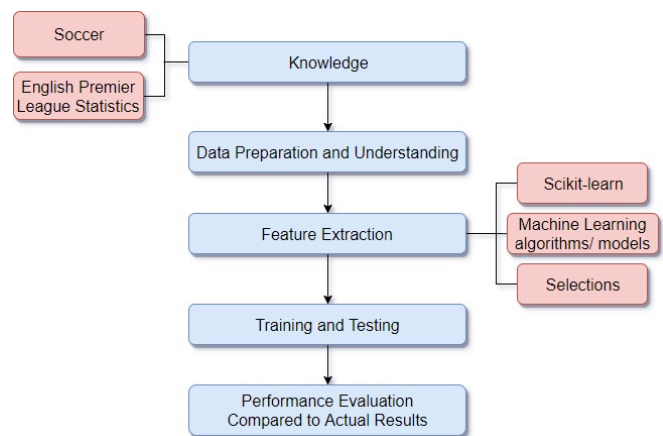 Soccer
English Premier
League Statistics
Knowledge
Data Preparation and Understanding
Feature Extraction
Scikit-learn
Machine Learning
algorithms/ models
Selections
Training and Testing
Performance Evaluation
Compared to Actual Results